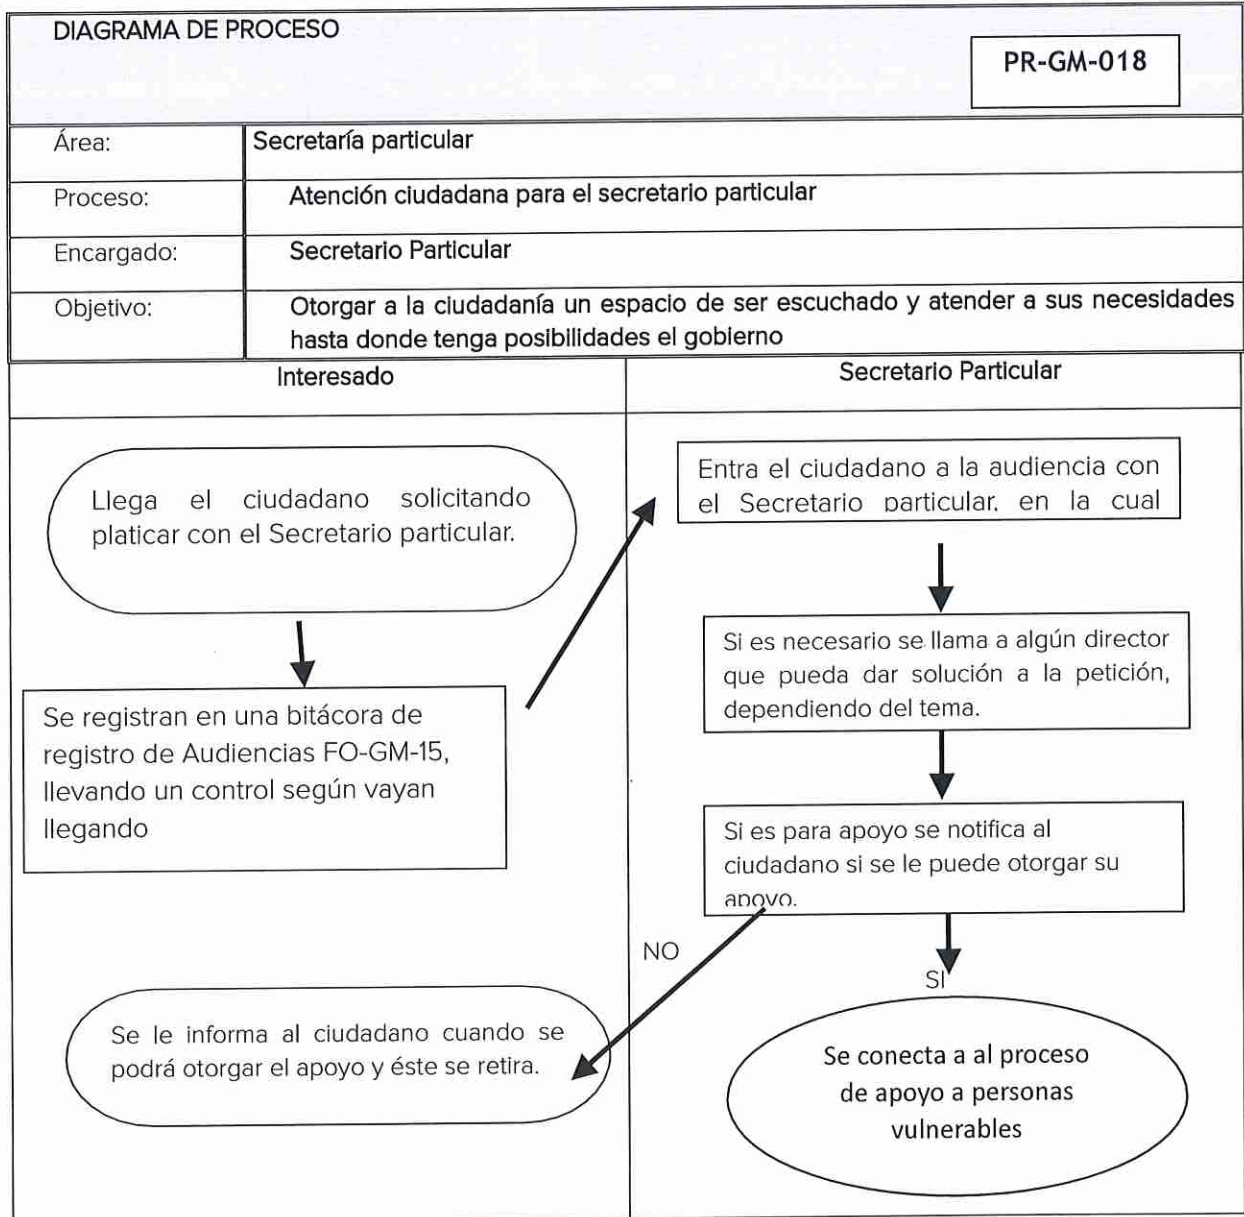 DIAGRAMA DE PROCESO
PR-GM-018
Área:
Secretaría particular
Proceso:
Atención ciudadana para el secretario particular
Encargado:
Secretario Particular
Objetivo:
Otorgar a la ciudadanía un espacio de ser escuchado y atender a sus necesidades
hasta donde tenga posibilidades el gobierno
Interesado
Secretario Particular
Llega el ciudadano solicitando
platicar con el Secretario particular.
Se registran en una bitácora de
registro de Audiencias FO-GM-15,
llevando un control según vayan
llegando
Entra el ciudadano a la audiencia con
el Secretario particular, en la cual
Si es necesario se llama a algún director
que pueda dar solución a la petición,
dependiendo del tema.
Si es para apoyo se notifica al
ciudadano si se le puede otorgar su
apoyo.
NO
SI
Se le informa al ciudadano cuando se
podrá otorgar el apoyo y éste se retira.
Se conecta a al proceso
de apoyo a personas
vulnerables